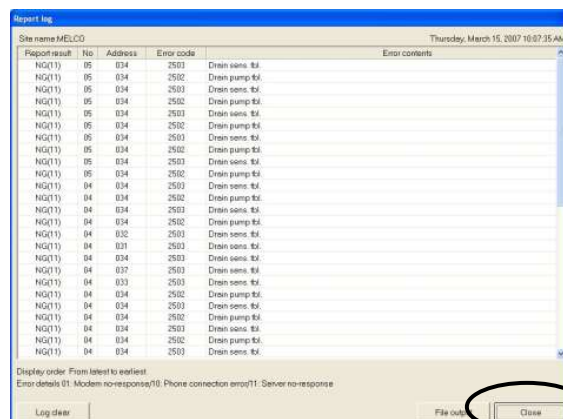 Report log
Site name:MELCO Thursday, March 15, 2007 10:07:35 AM
Report result No Address Error code Error contents
NG(11) 05 034 2503 Drain sens. tbl.
NG(11) 05 034 2502 Drain pump tbl.
NG(11) 05 034 2503 Drain sens. tbl.
NG(11) 05 034 2502 Drain pump tbl.
NG(11) 05 034 2503 Drain sens. tbl.
NG(11) 05 034 2502 Drain pump tbl.
NG(11) 05 034 2503 Drain sens. tbl.
NG(11) 05 034 2502 Drain pump tbl.
NG(11) 05 034 2503 Drain sens. tbl.
NG(11) 05 034 2502 Drain pump tbl.
NG(11) 04 034 2503 Drain sens. tbl.
NG(11) 04 034 2502 Drain pump tbl.
NG(11) 04 034 2503 Drain sens. tbl.
NG(11) 04 034 2502 Drain pump tbl.
NG(11) 04 032 2503 Drain sens. tbl.
NG(11) 04 031 2503 Drain sens. tbl.
NG(11) 04 034 2503 Drain sens. tbl.
NG(11) 04 037 2503 Drain sens. tbl.
NG(11) 04 033 2503 Drain sens. tbl.
NG(11) 04 034 2502 Drain pump tbl.
NG(11) 04 034 2503 Drain sens. tbl.
NG(11) 04 034 2502 Drain pump tbl.
NG(11) 04 034 2503 Drain sens. tbl.
NG(11) 04 034 2502 Drain pump tbl.
NG(11) 04 034 2503 Drain sens. tbl.
Display order From latest to earliest
Error details 01: Modem no-response/10: Phone connection error/11: Server no-response
Log clear File output Close